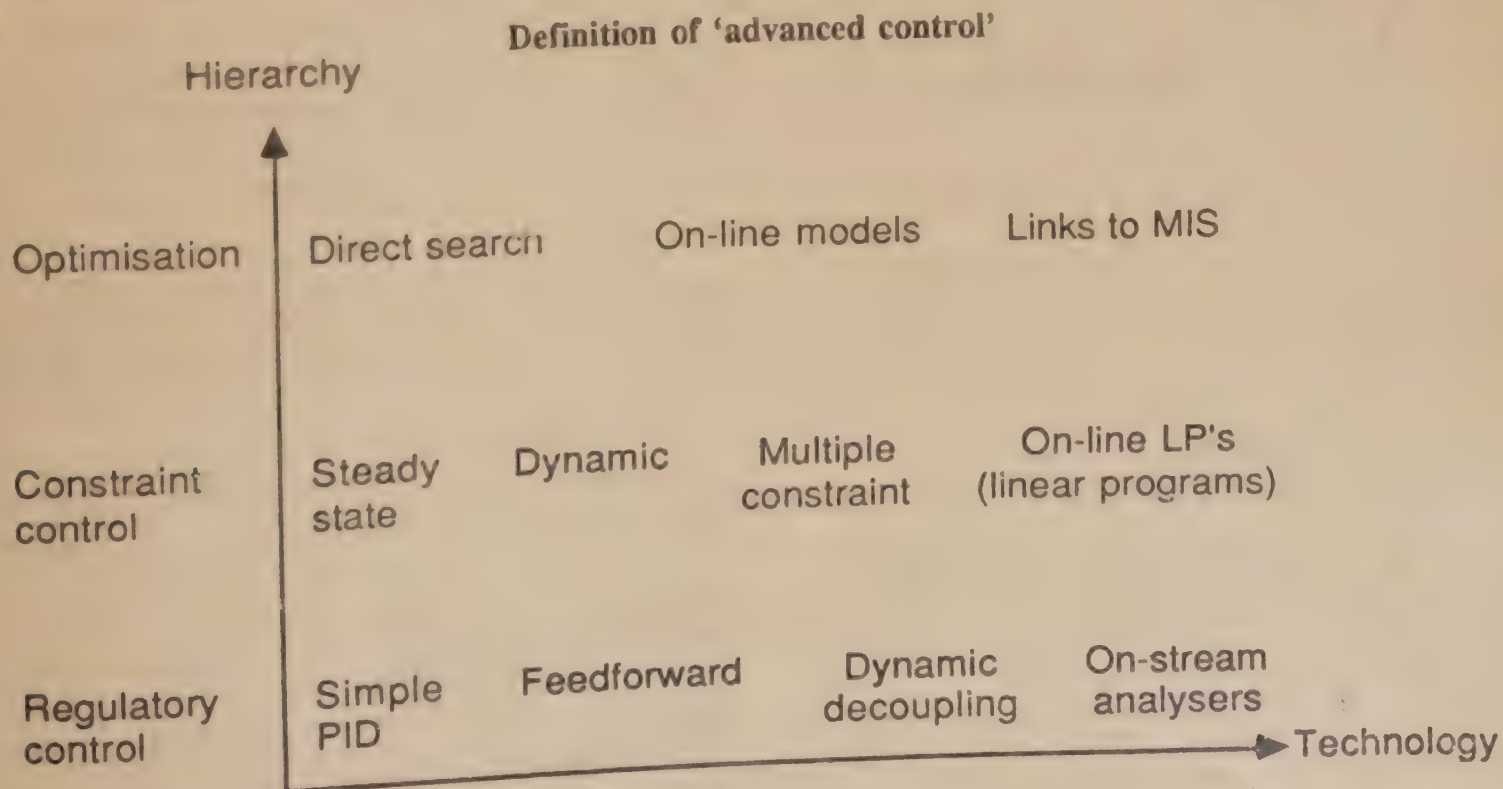 Definition of ‘advanced control’
Hierarchy
Optimisation
Direct search
On-line models
Links to MIS
Constraint
control
Steady
state
Dynamic
Multiple
constraint
On-line LP's
(linear programs)
Regulatory
control
Simple
PID
Feedforward
Dynamic
decoupling
On-stream
analysers
Technology